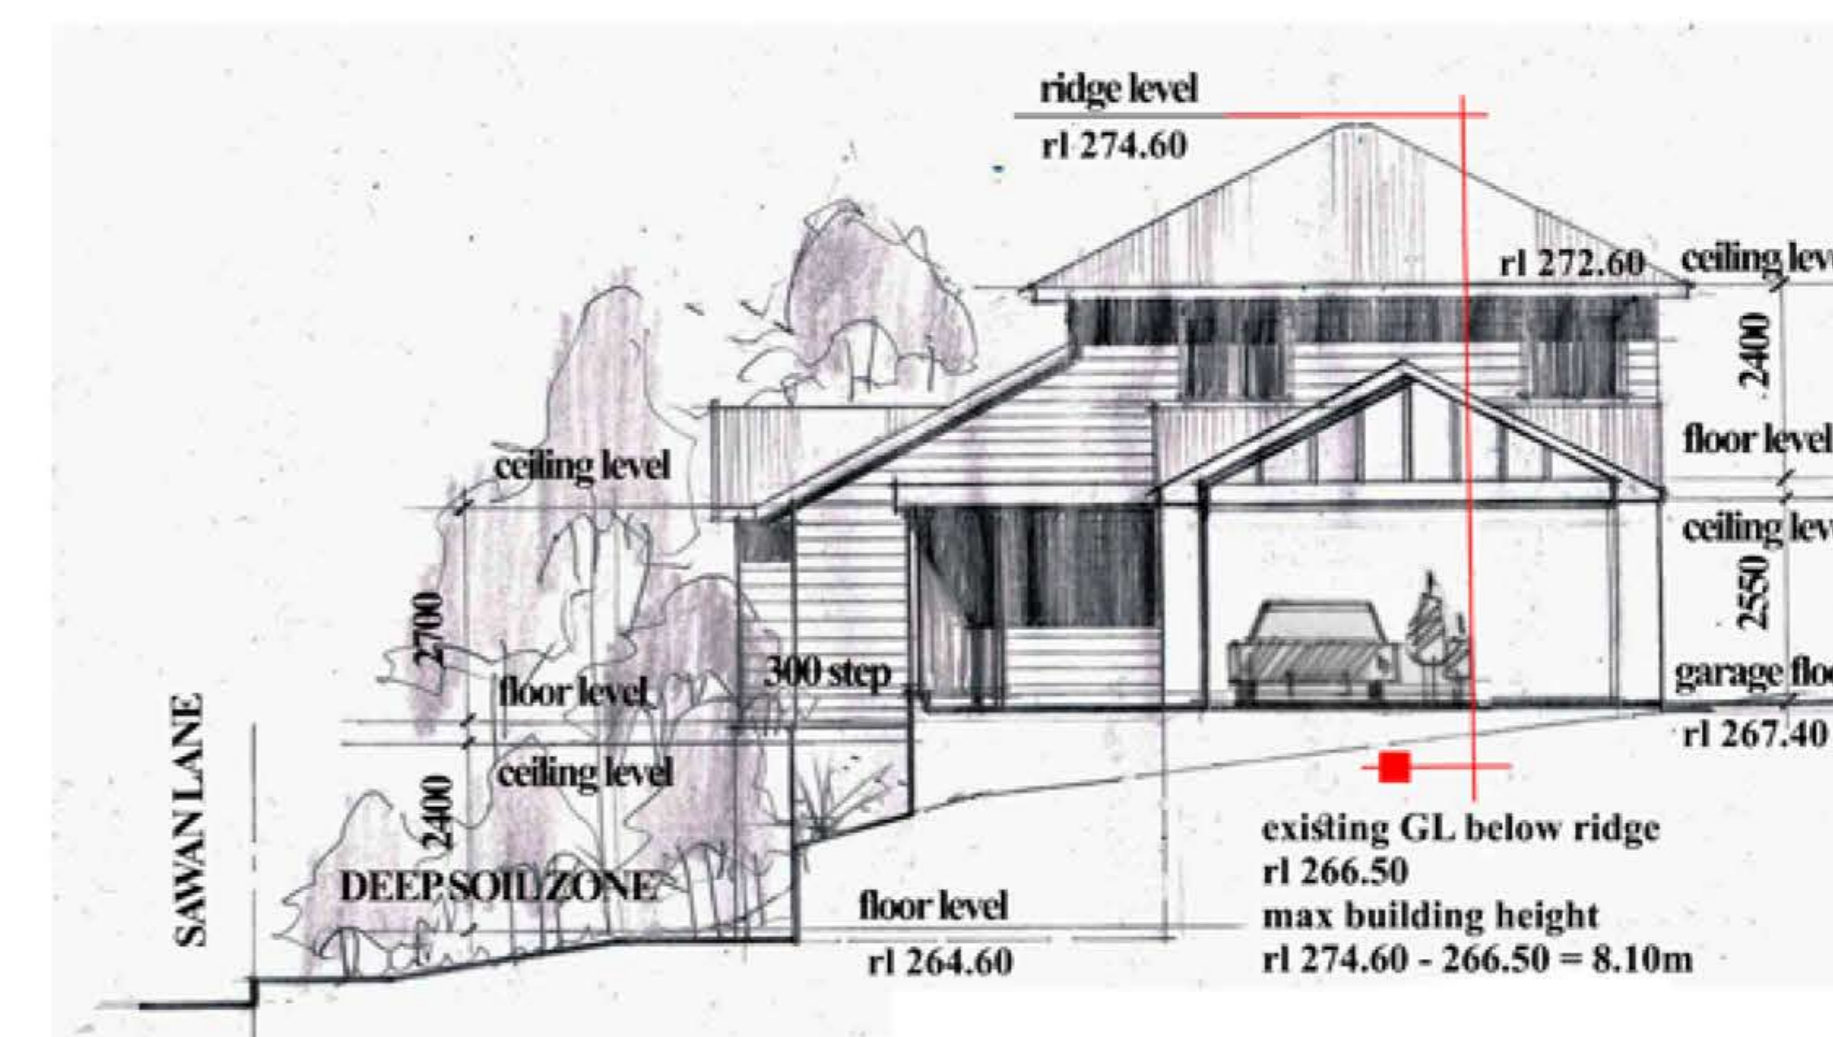 ridge level
rl 274.60
rl 272.60
ceiling lev
2400
floor level
ceiling level
ceiling lev
2550
2700
300 step
floor level
garage floo
rl 267.40
SAWAN LANE
ceiling level
2400
existing GL below ridge
rl 266.50
DEEP SOIL ZONE
floor level
max building height
rl 264.60
rl 274.60 - 266.50 = 8.10m